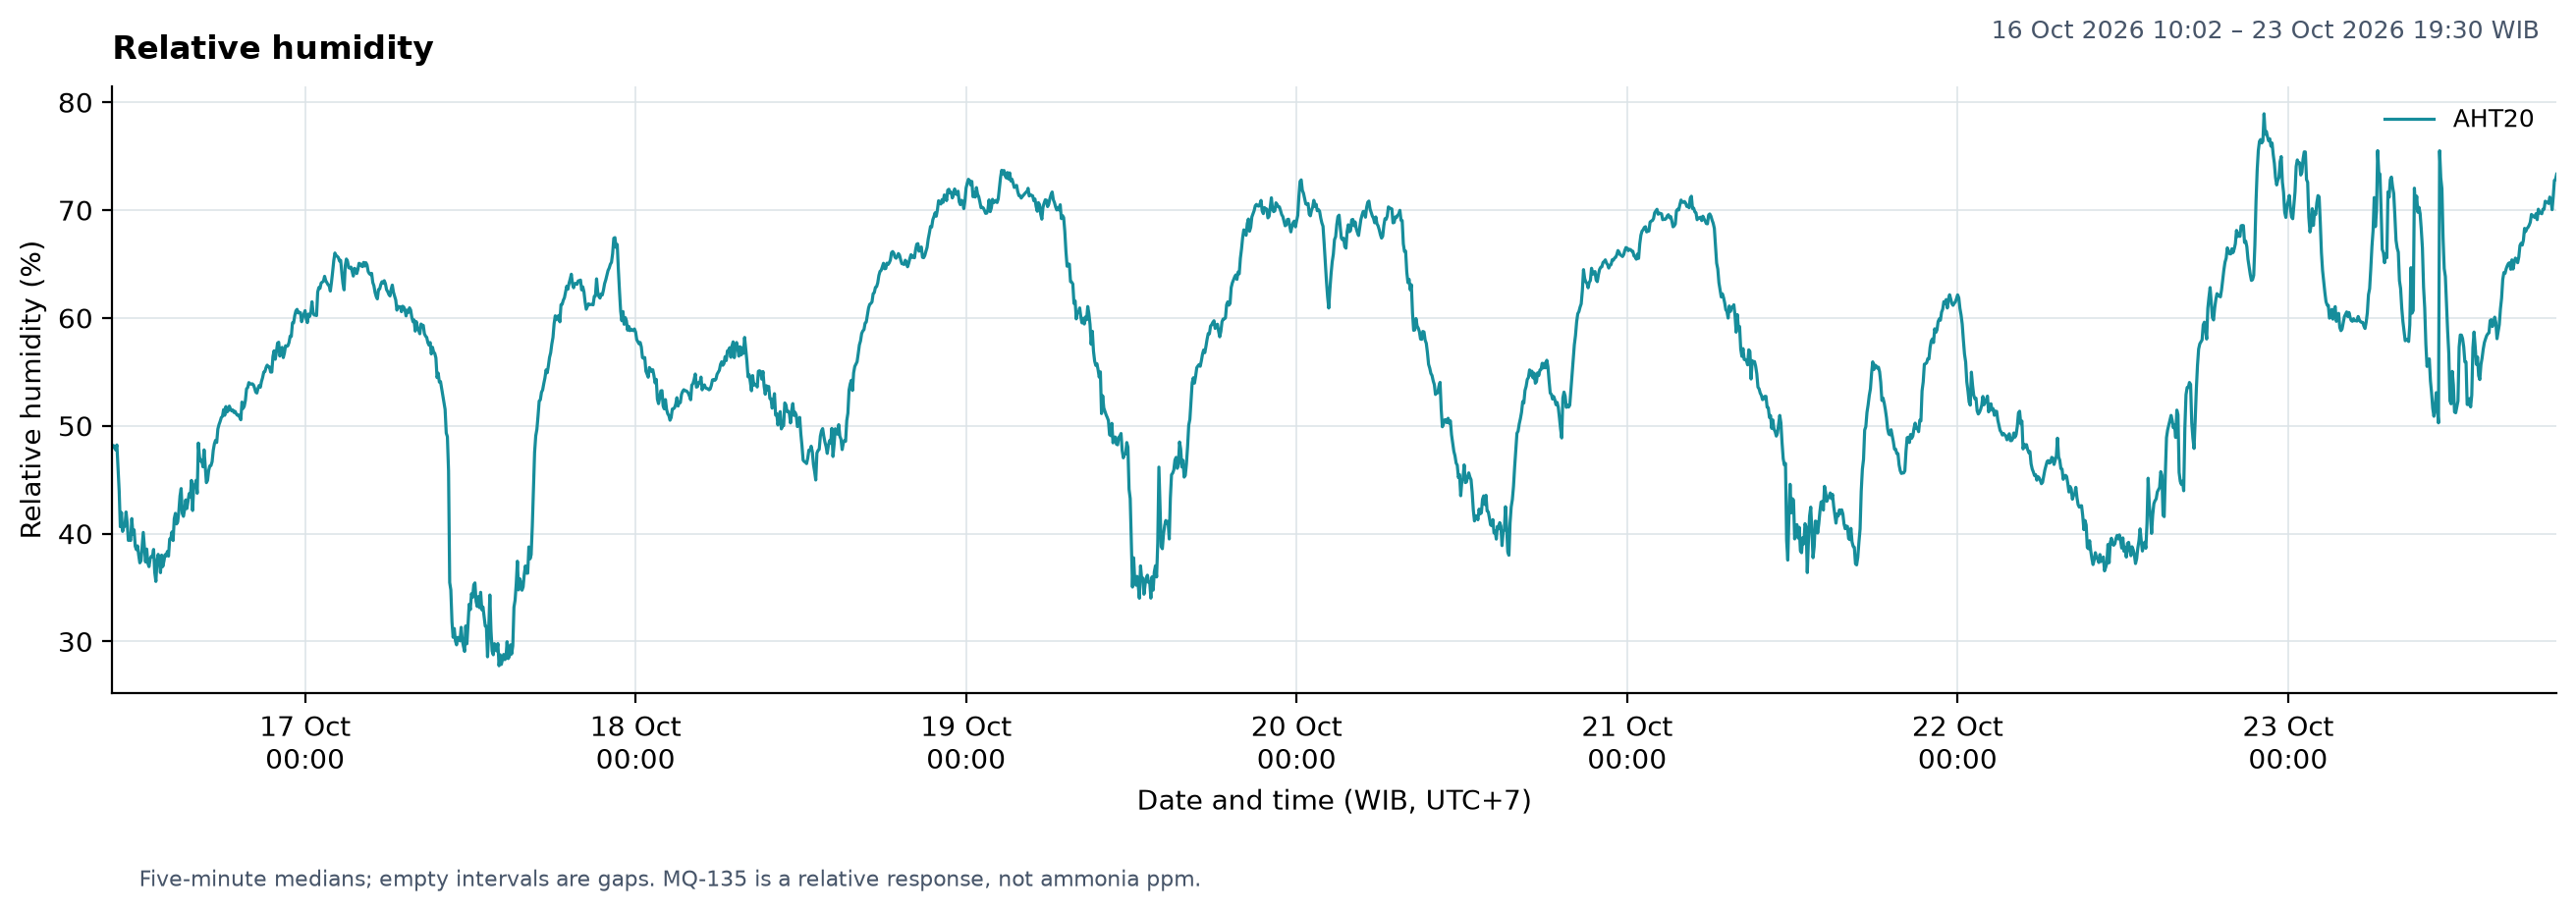 16 Oct 2026 10:02 – 23 Oct 2026 19:30 WIB
Relative humidity
AHT20
Relative humidity (%)
80
70
60
50
40
30
17 Oct
00:00
18 Oct
00:00
19 Oct
00:00
20 Oct
00:00
21 Oct
00:00
22 Oct
00:00
23 Oct
00:00
Date and time (WIB, UTC+7)
Five-minute medians; empty intervals are gaps. MQ-135 is a relative response, not ammonia ppm.